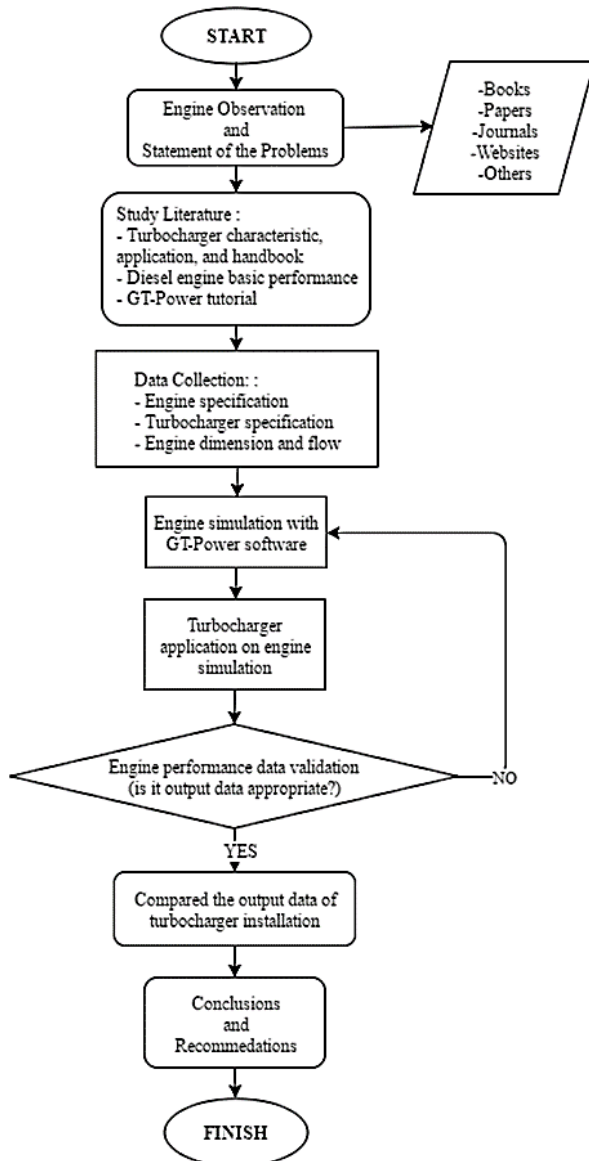 START
Engine Observation
and
Statement of the Problems
-Books
-Papers
-Journals
-Websites
-Others
Study Literature :
- Turbocharger characteristic,
application, and handbook
- Diesel engine basic performance
- GT-Power tutorial
Data Collection: :
- Engine specification
- Turbocharger specification
- Engine dimension and flow
Engine simulation with
GT-Power software
Turbocharger
application on engine
simulation
Engine performance data validation
(is it output data appropriate?)
NO
YES
Compared the output data of
turbocharger installation
Conclusions
and
Recommedations
FINISH